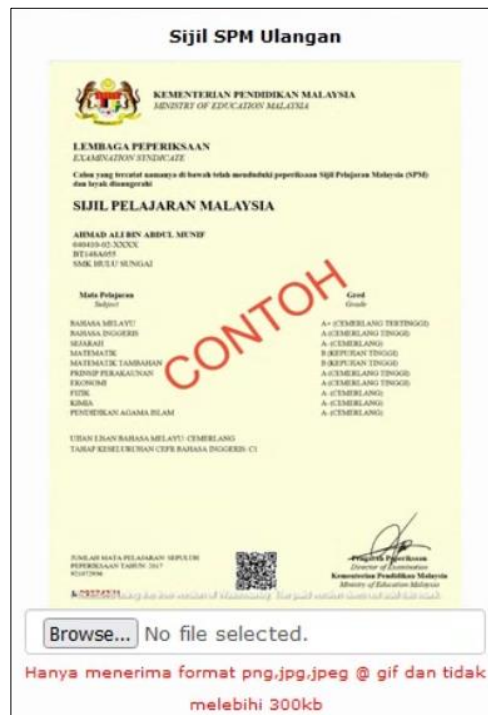 Sijil SPM Ulangan
KEMENTERIAN PENDIDIKAN MALAYSIA
MINISTRY OF EDUCATION MALAYSIA
LEMBAGA PEPERIKSAAN
EXAMINATION SYNDICATE
Calon yang tercatat namanya di bawah telah menduduki peperiksaan Sijil Pelajaran Malaysia (SPM)
dan layak dianugerahi
SIJIL PELAJARAN MALAYSIA
AHMAD ALI BIN ABDUL MUNIF
040410-02-XXXX
BT148A055
SMK HULU SUNGAI
Mata Pelajaran Gred
Subject Grade
BAHASA MELAYU A+ (CEMERLANG TERTINGGI)
BAHASA INGGERIS A (CEMERLANG TINGGI)
SEJARAH A- (CEMERLANG)
MATEMATIK B (KEPUJIAN TINGGI)
MATEMATIK TAMBAHAN B (KEPUJIAN TINGGI)
PRINSIP PERAKAUNAN A (CEMERLANG TINGGI)
EKONOMI A (CEMERLANG TINGGI)
FIZIK A- (CEMERLANG)
KIMIA A- (CEMERLANG)
PENDIDIKAN AGAMA ISLAM A- (CEMERLANG)
CONTOH
UJIAN LISAN BAHASA MELAYU: CEMERLANG
TAHAP KESELURUHAN CEFR BAHASA INGGERIS: C1
JUMLAH MATA PELAJARAN: SEPULUH
PEPERIKSAAN TAHUN 2017
Pengarah Peperiksaan
Director of Examination
Kementerian Pendidikan Malaysia
Ministry of Education Malaysia
Browse... No file selected.
Hanya menerima format png,jpg,jpeg @ gif dan tidak
melebihi 300kb